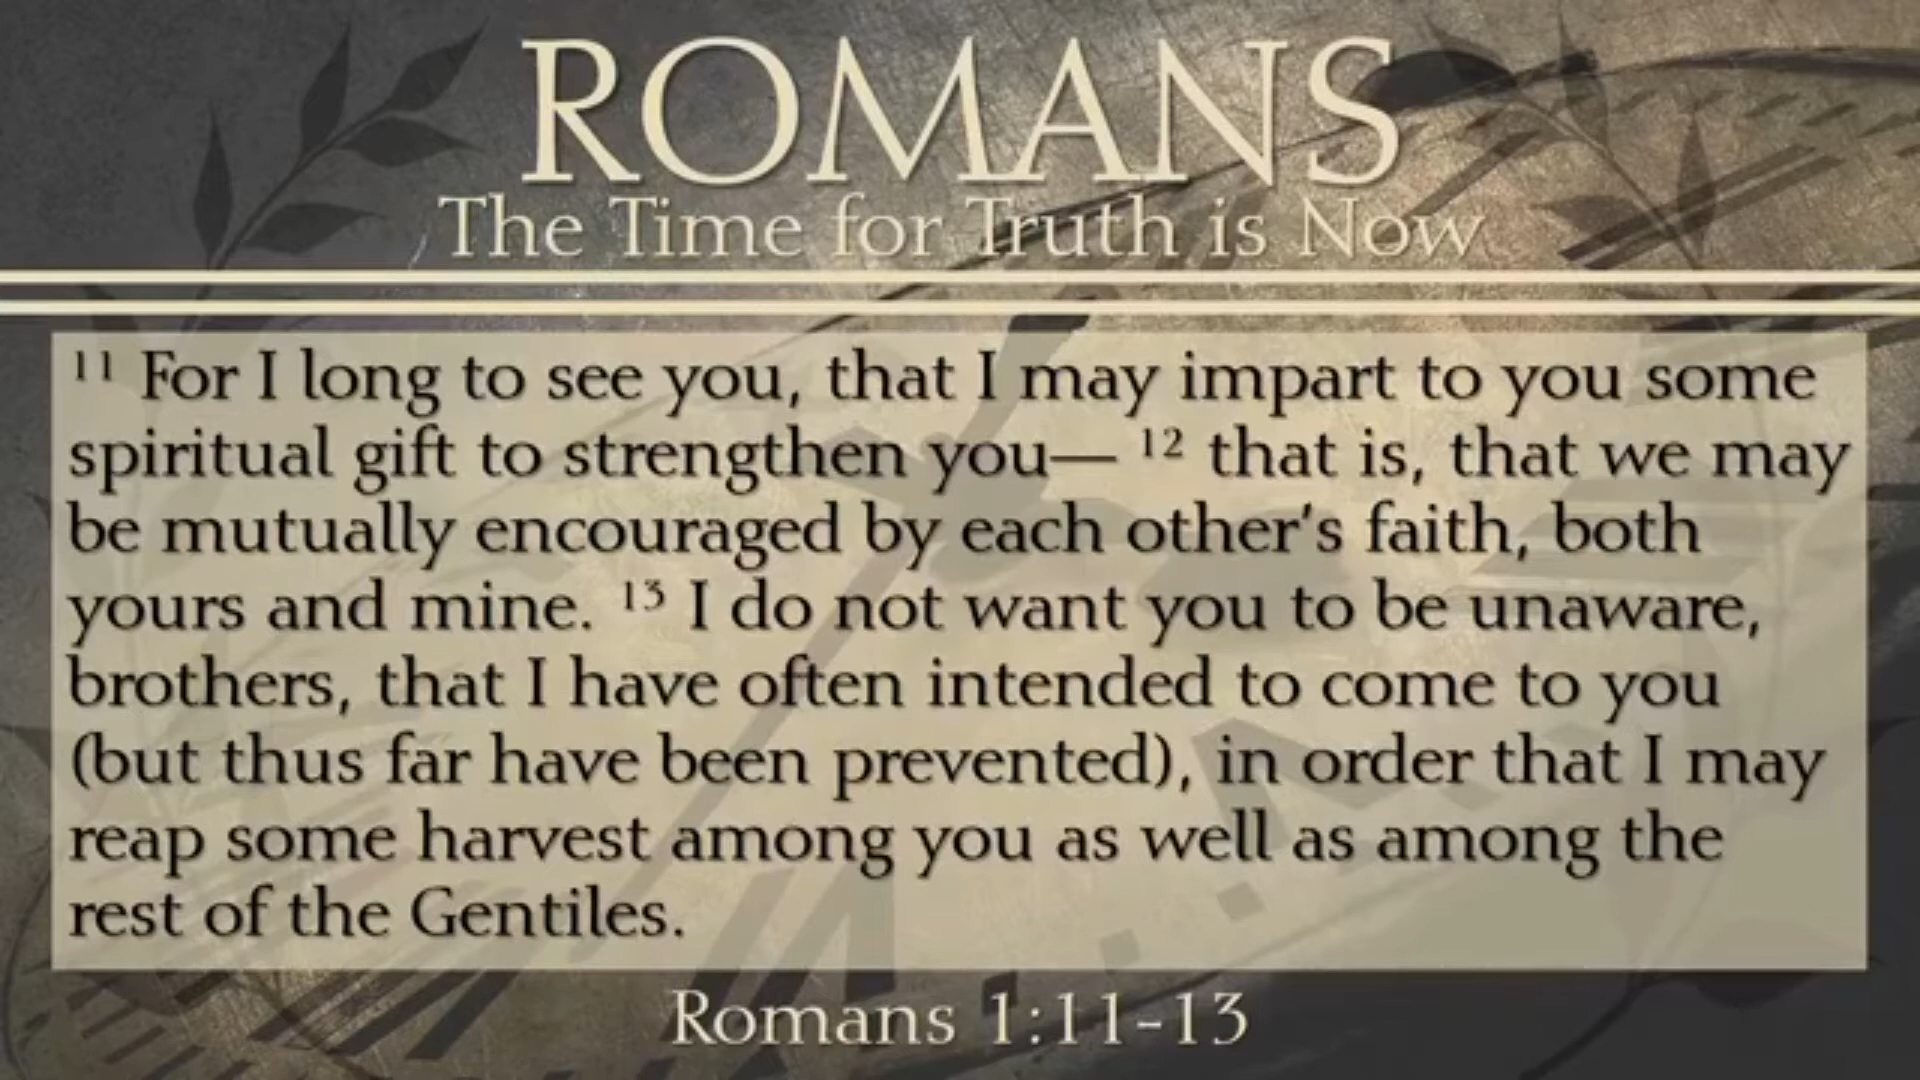 ROMANS
The Time for Truth is Now
¹¹ For I long to see you, that I may impart to you some
spiritual gift to strengthen you— ¹² that is, that we may
be mutually encouraged by each other's faith, both
yours and mine. ¹³ I do not want you to be unaware,
brothers, that I have often intended to come to you
(but thus far have been prevented), in order that I may
reap some harvest among you as well as among the
rest of the Gentiles.
Romans 1:11-13